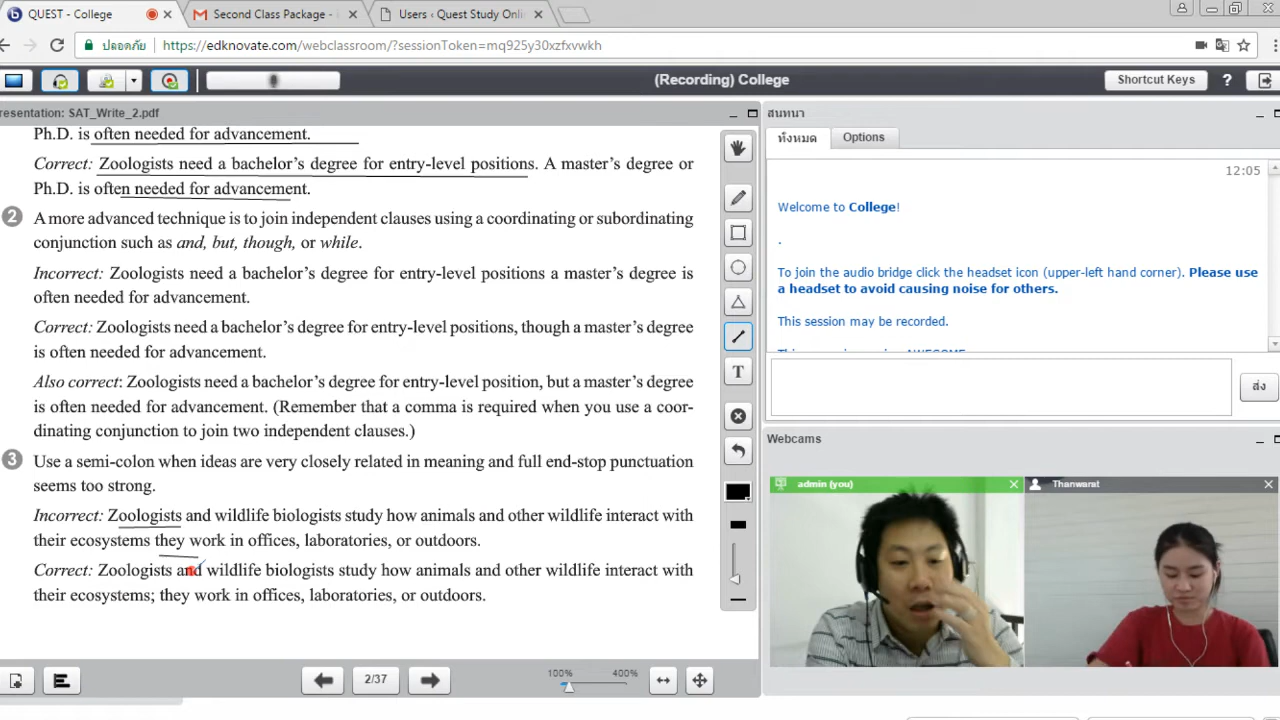 QUEST - College
Second Class Package -
Users ‹ Quest Study Onli
ปลอดภัย https://edknovate.com/webclassroom/?sessionToken=mq925y30xzfxvwkh
(Recording) College
Shortcut Keys
?
resentation: SAT_Write_2.pdf
Ph.D. is often needed for advancement.
Correct: Zoologists need a bachelor's degree for entry-level positions. A master's degree or
Ph.D. is often needed for advancement.
2 A more advanced technique is to join independent clauses using a coordinating or subordinating
conjunction such as and, but, though, or while.
Incorrect: Zoologists need a bachelor's degree for entry-level positions a master's degree is
often needed for advancement.
Correct: Zoologists need a bachelor's degree for entry-level positions, though a master's degree
is often needed for advancement.
Also correct: Zoologists need a bachelor's degree for entry-level position, but a master's degree
is often needed for advancement. (Remember that a comma is required when you use a coor-
dinating conjunction to join two independent clauses.)
3 Use a semi-colon when ideas are very closely related in meaning and full end-stop punctuation
seems too strong.
Incorrect: Zoologists and wildlife biologists study how animals and other wildlife interact with
their ecosystems they work in offices, laboratories, or outdoors.
Correct: Zoologists and wildlife biologists study how animals and other wildlife interact with
their ecosystems; they work in offices, laboratories, or outdoors.
T
2/37
100%
400%
สนทนา
ทั้งหมด
Options
12:05
Welcome to College!
.
To join the audio bridge click the headset icon (upper-left hand corner). Please use
a headset to avoid causing noise for others.
This session may be recorded.
ส่ง
Webcams
admin (you)
Thanwarat